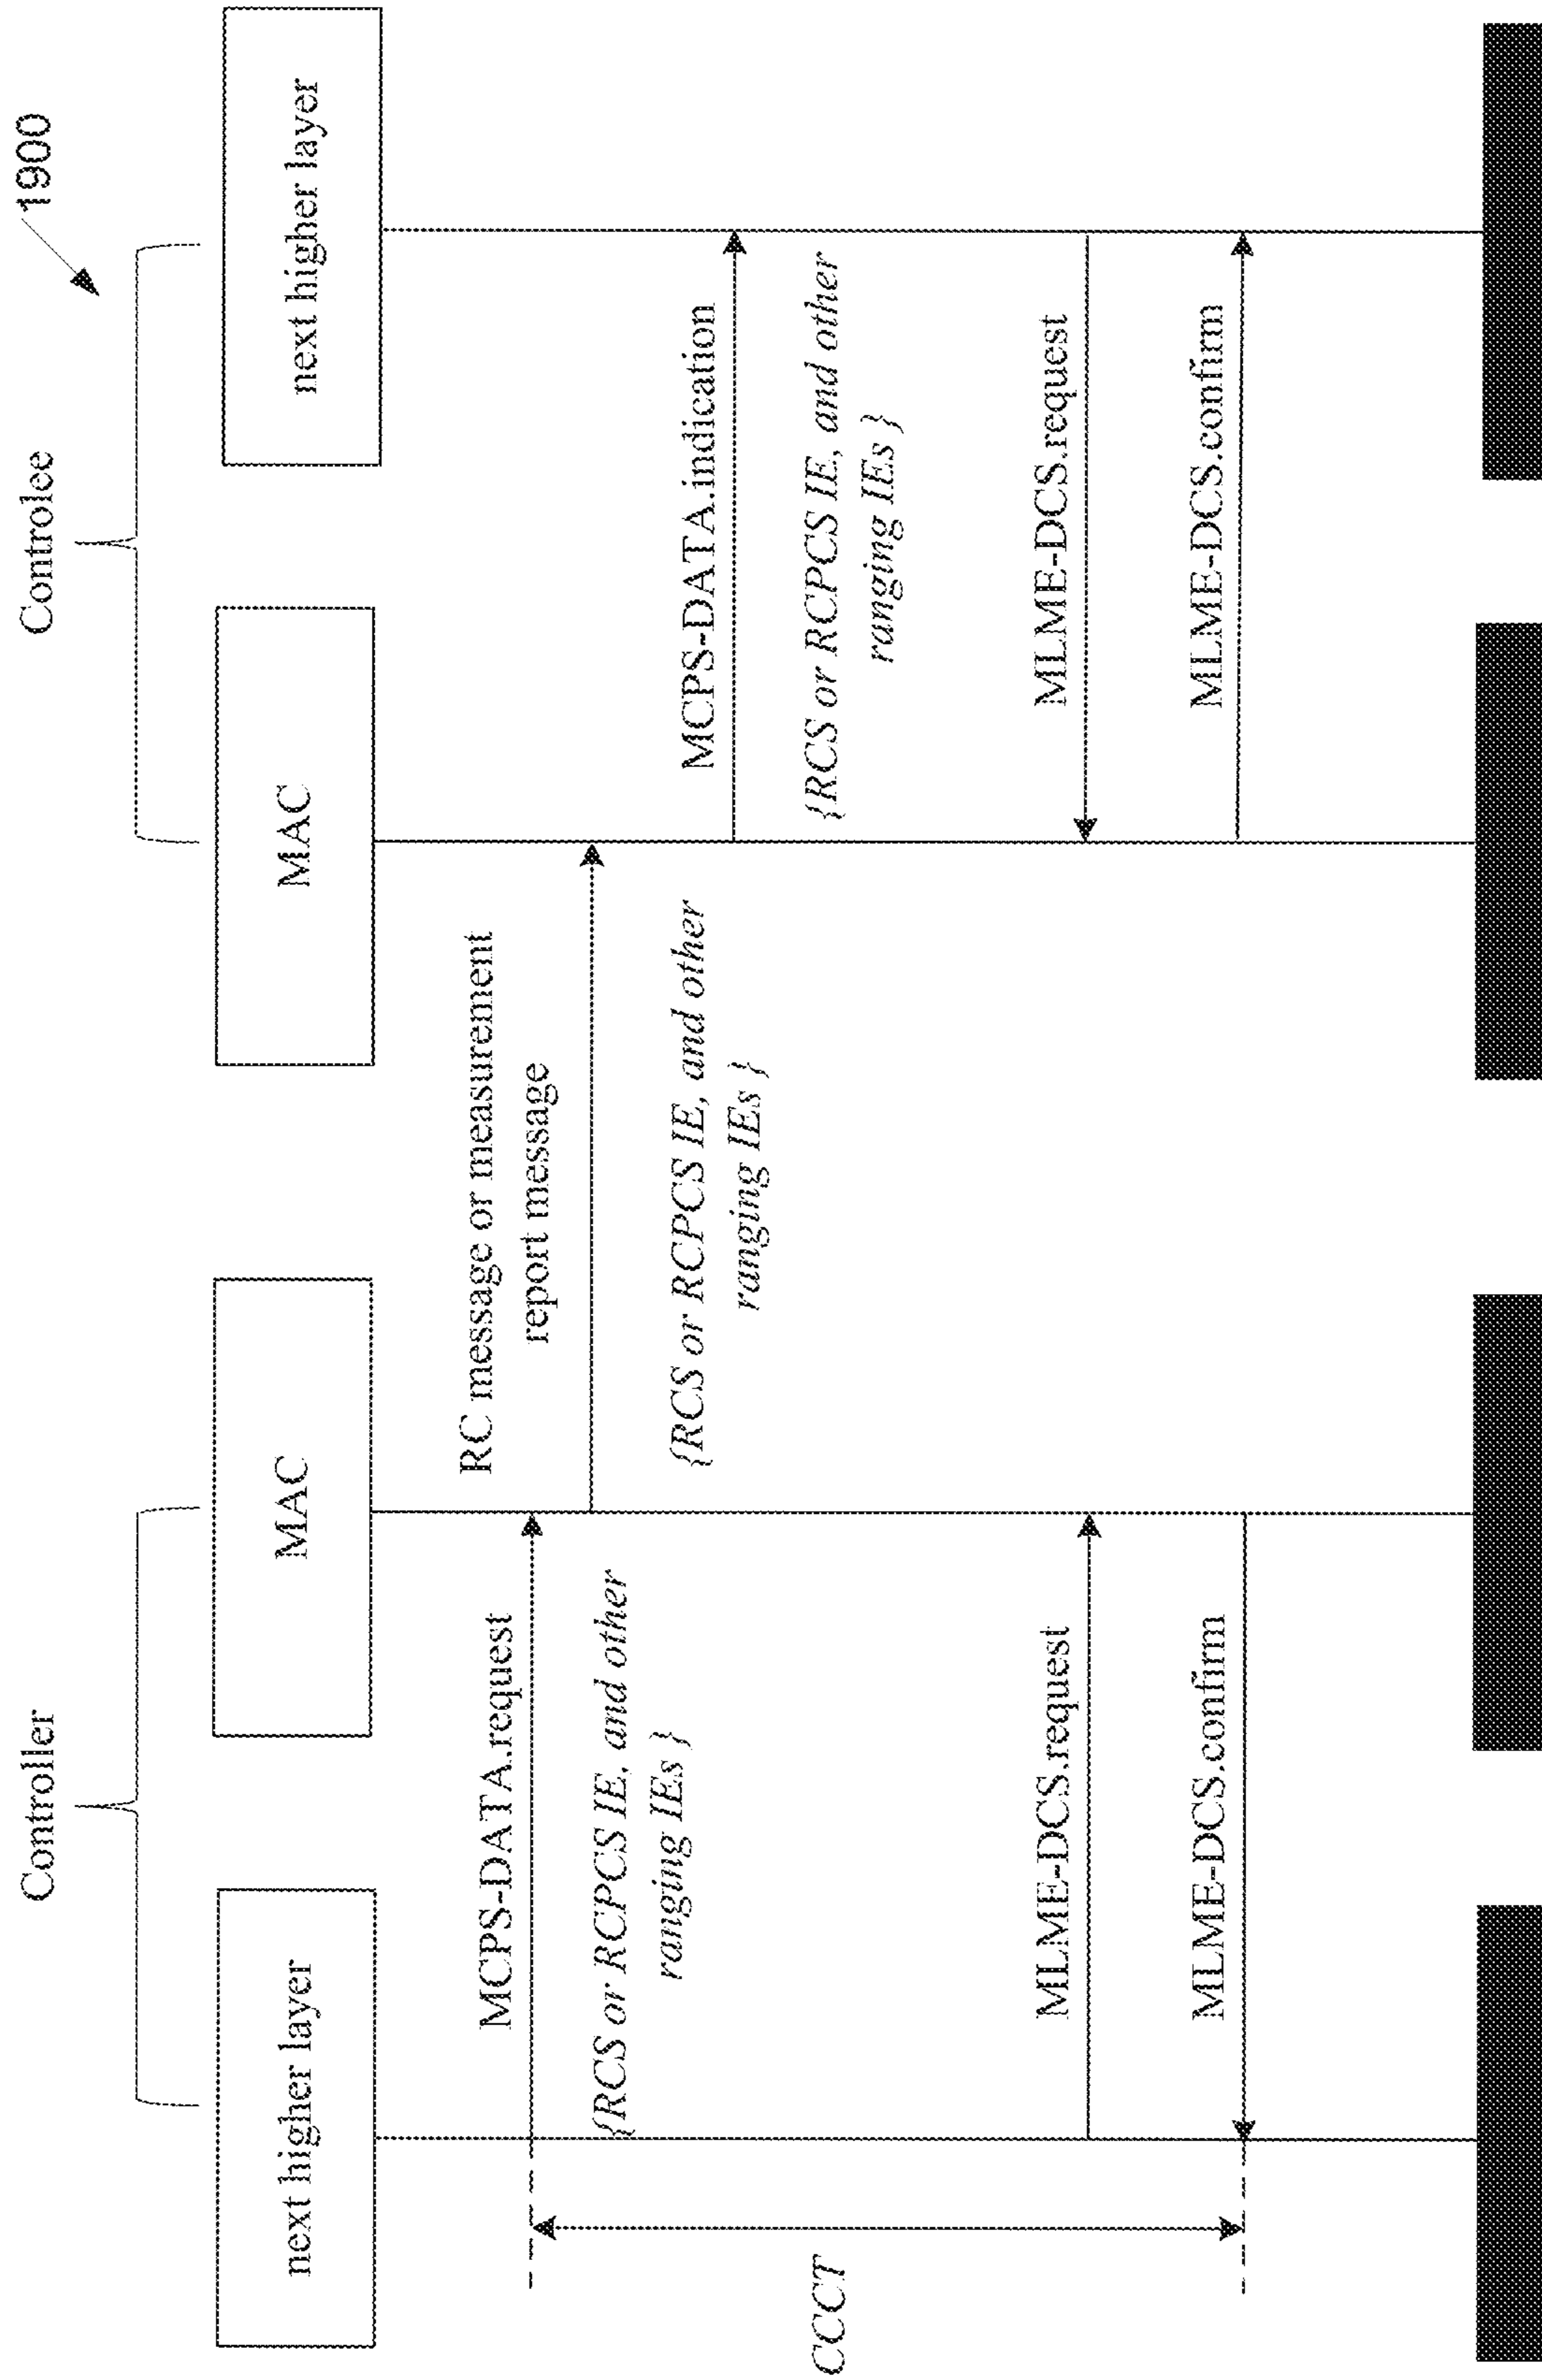 1900
Controller
Controlee
next higher layer
MAC
MAC
next higher layer
MCPS-DATA.request
{RCS or RCPCS IE, and other
ranging IEs }
RC message or measurement
report message
{RCS or RCPCS IE, and other
ranging IEs }
MCPS-DATA.indication
{RCS or RCPCS IE, and other
ranging IEs }
CCCT
MLME-DCS.request
MLME-DCS.request
MLME-DCS.confirm
MLME-DCS.confirm